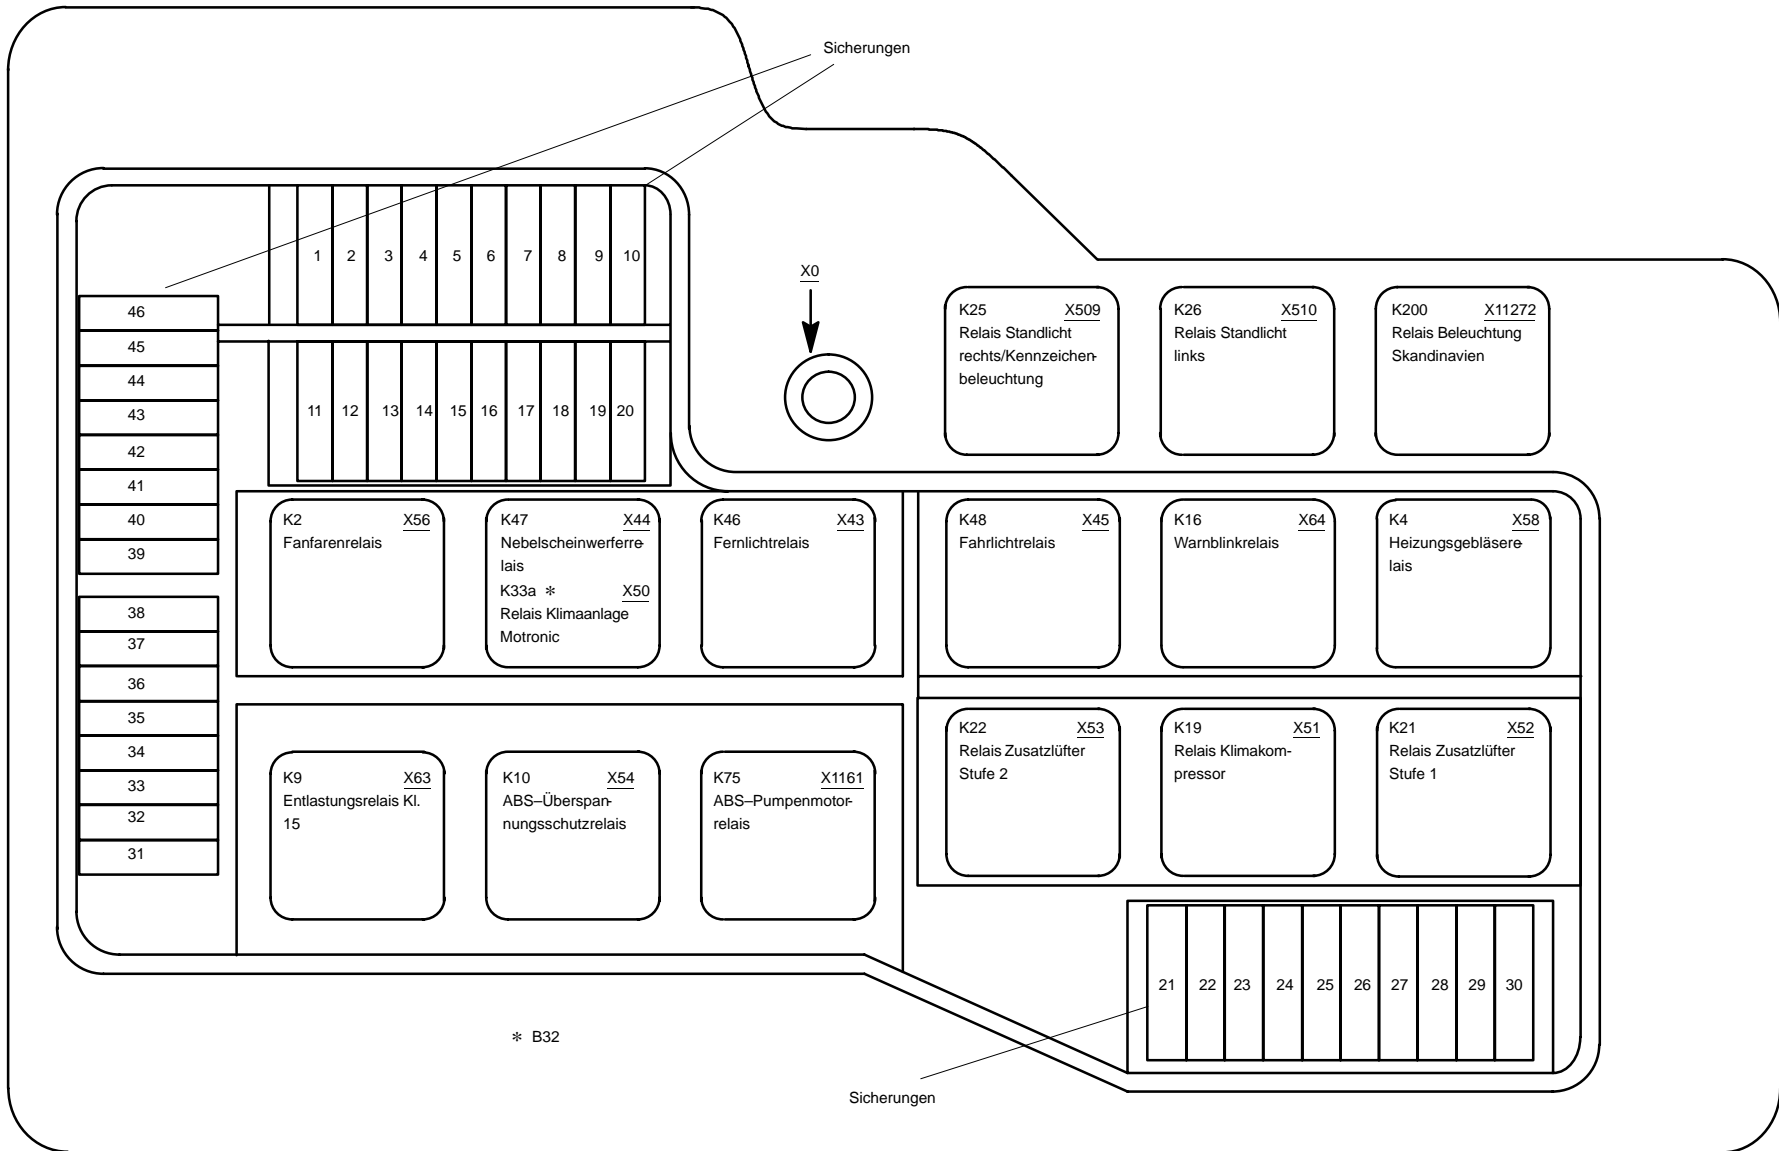 Sicherungen
1 2 3 4 5 6 7 8 9 10
X0
46
45
44
43
42
41
40
39
11 12 13 14 15 16 17 18 19 20
K25 X509
Relais Standlicht
rechts/Kennzeichen-
beleuchtung
K26 X510
Relais Standlicht
links
K200 X11272
Relais Beleuchtung
Skandinavien
K2 X56
Fanfarenrelais
K47 X44
Nebelscheinwerferre-
lais
K33a * X50
Relais Klimaanlage
Motronic
K46 X43
Fernlichtrelais
K48 X45
Fahrlichtrelais
K16 X64
Warnblinkrelais
K4 X58
Heizungsgebläsere-
lais
38
37
36
35
34
33
32
31
K9 X63
Entlastungsrelais Kl.
15
K10 X54
ABS–Überspan-
nungsschutzrelais
K75 X1161
ABS–Pumpenmotor-
relais
K22 X53
Relais Zusatzlüfter
Stufe 2
K19 X51
Relais Klimakom-
pressor
K21 X52
Relais Zusatzlüfter
Stufe 1
21 22 23 24 25 26 27 28 29 30
* B32
Sicherungen